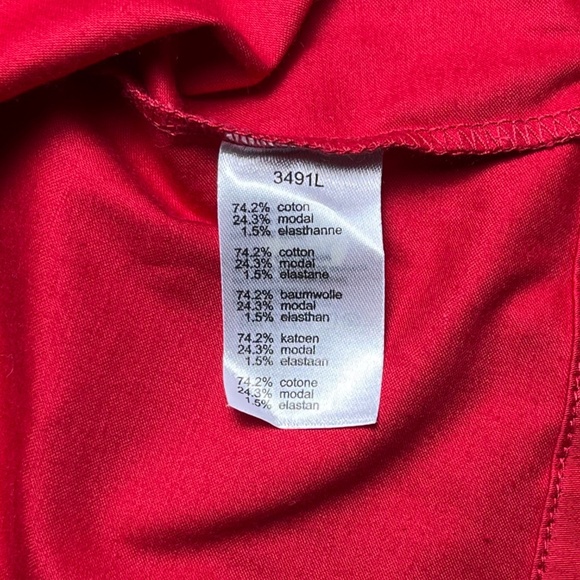 3491L
74.2% coton
24.3% modal
1.5% elasthanne
74.2% cotton
24.3% modal
1.5% elastane
74.2% baumwolle
24.3% modal
1.5% elasthan
74.2% katoen
24.3% modal
1.5% elastaan
74.2% cotone
24.3% modal
1.5% elastan